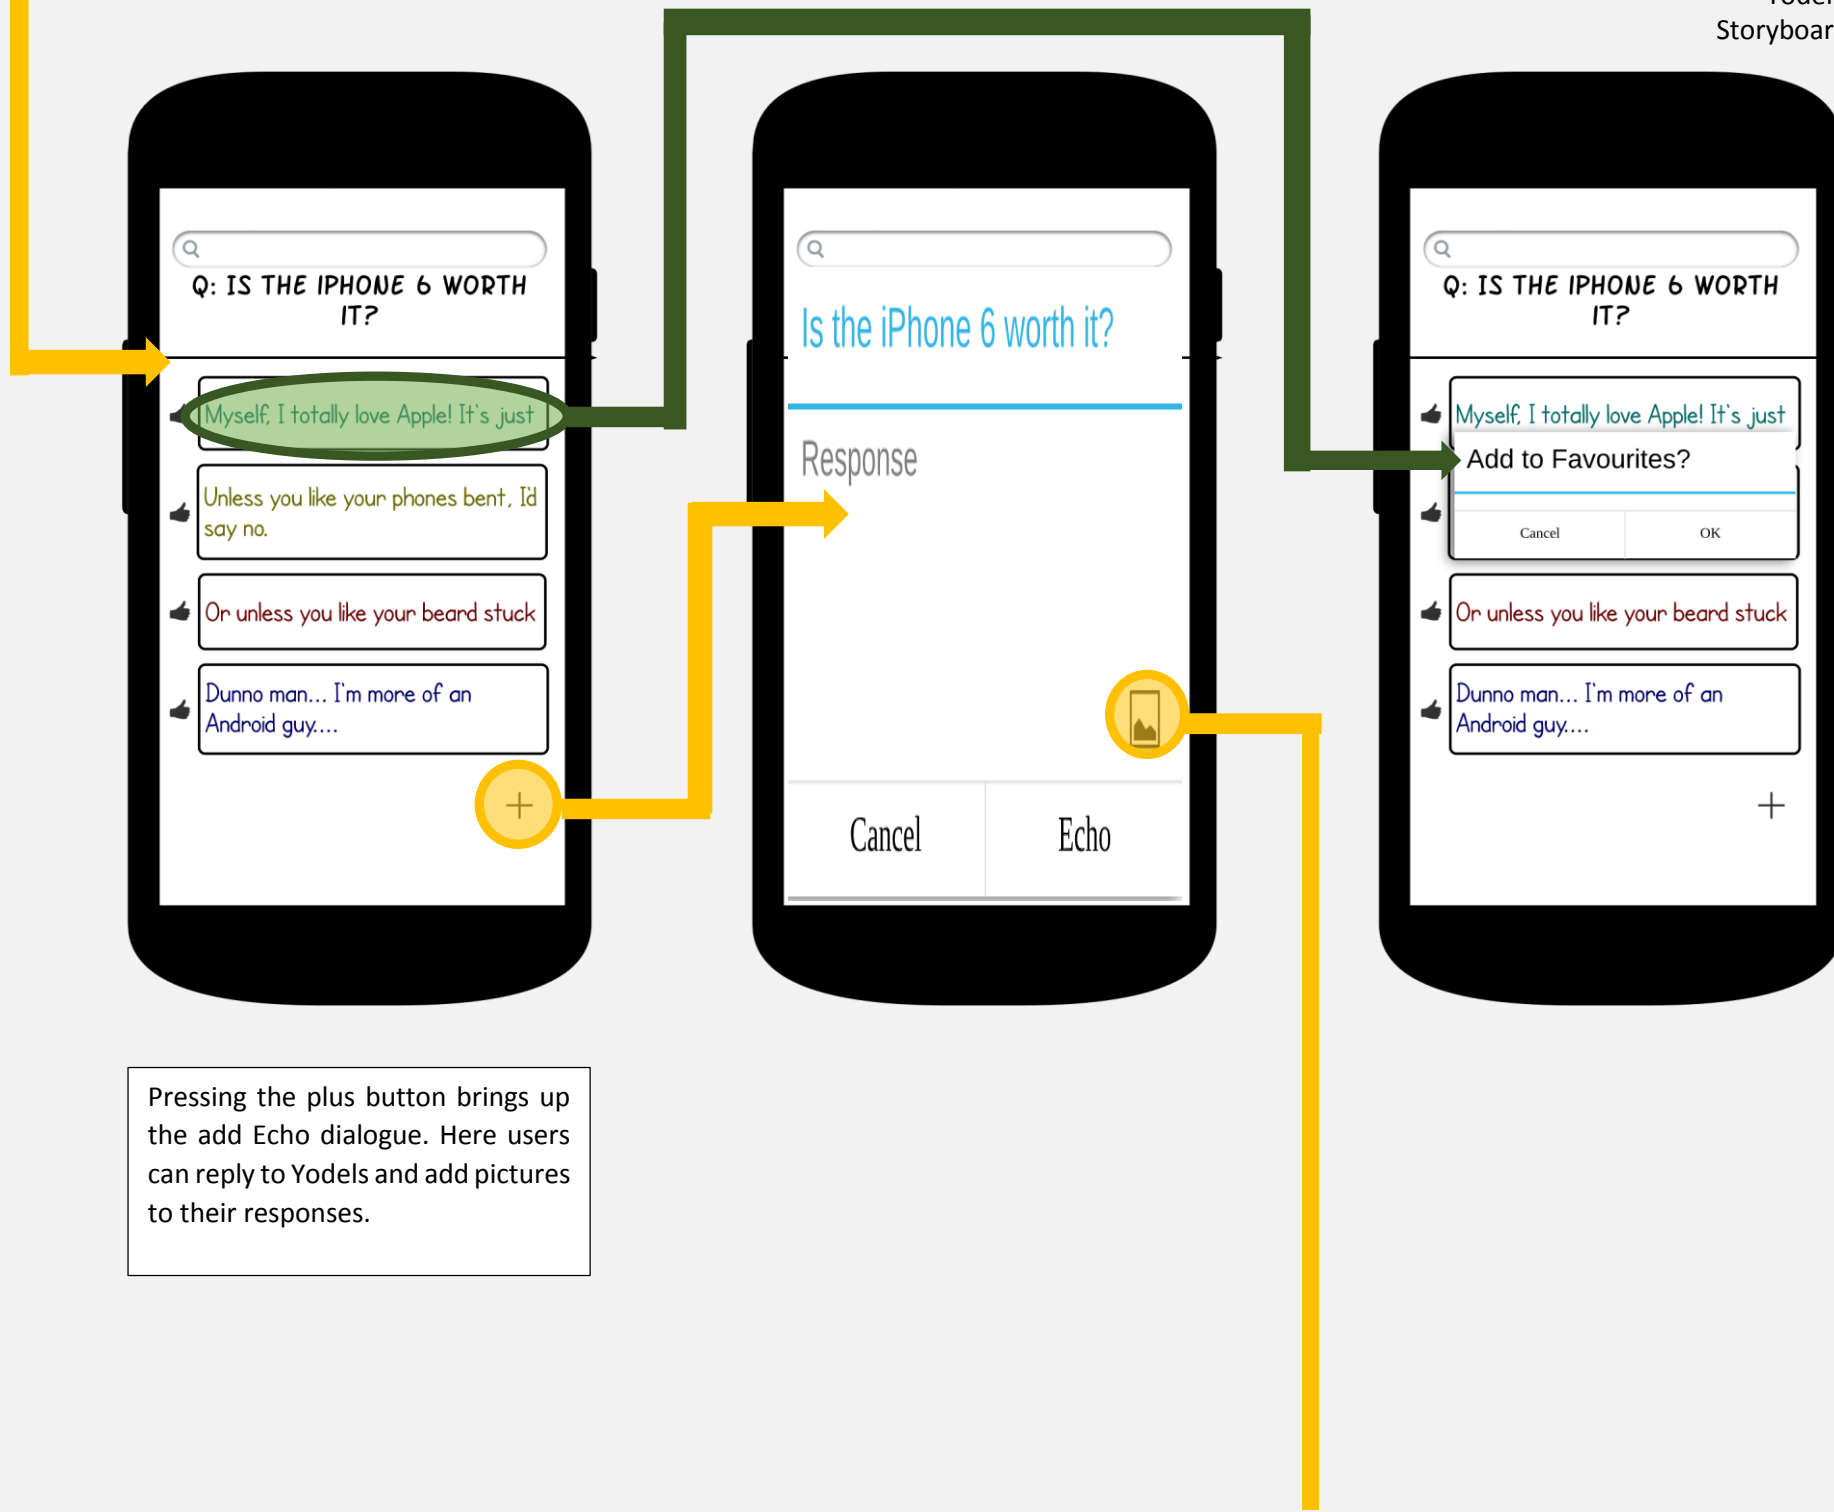 Storyboar
Q: IS THE IPHONE 6 WORTH
IT?
Myself, I totally love Apple! It's just
Unless you like your phones bent, I'd
say no.
Or unless you like your beard stuck
Dunno man... I'm more of an
Android guy....
Is the iPhone 6 worth it?
Response
Cancel
Echo
Q: IS THE IPHONE 6 WORTH
IT?
Myself, I totally love Apple! It's just
Add to Favourites?
Cancel
OK
Or unless you like your beard stuck
Dunno man... I'm more of an
Android guy....
Pressing the plus button brings up
the add Echo dialogue. Here users
can reply to Yodels and add pictures
to their responses.